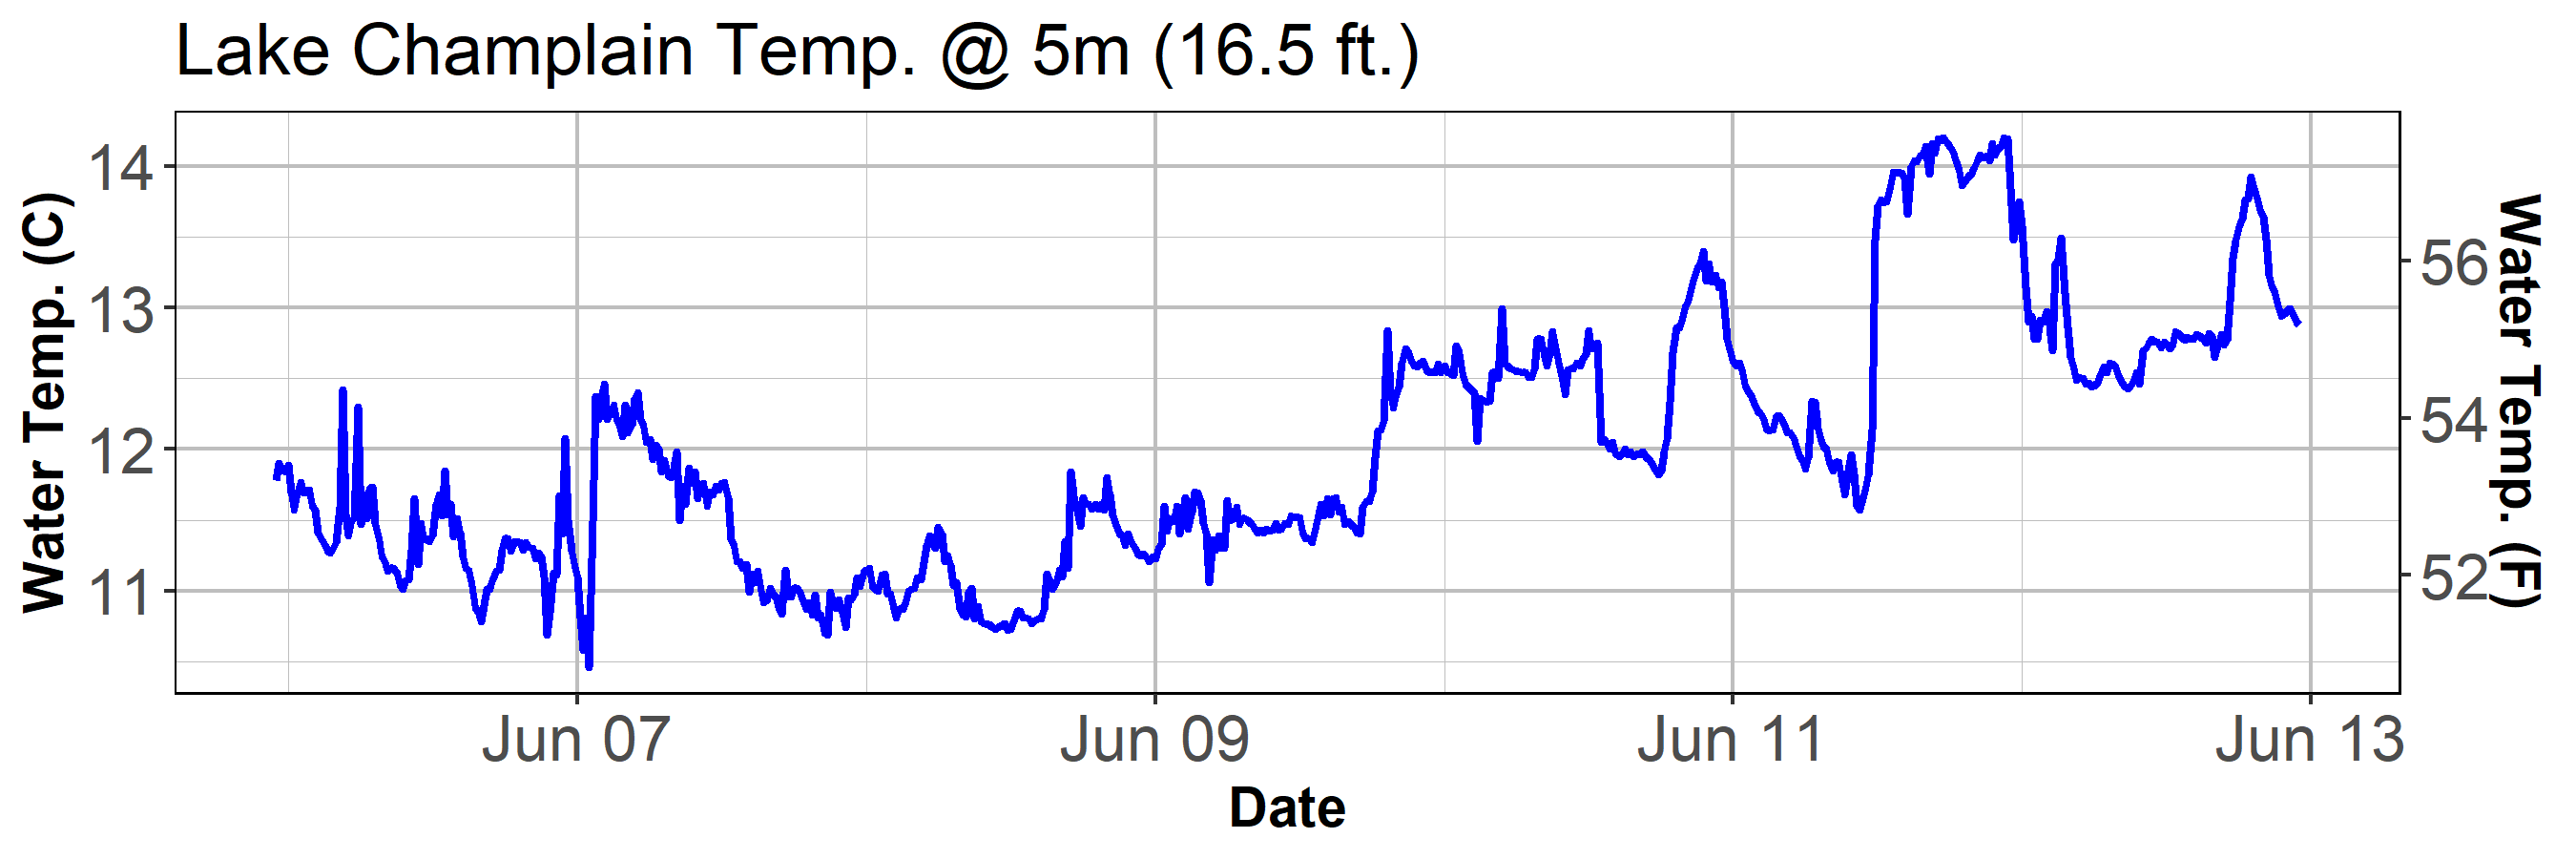 Lake Champlain Temp. @ 5m (16.5 ft.)
Water Temp. (C)
14
13
12
11
56
54
52
Water Temp. (F)
Jun 07
Jun 09
Jun 11
Jun 13
Date